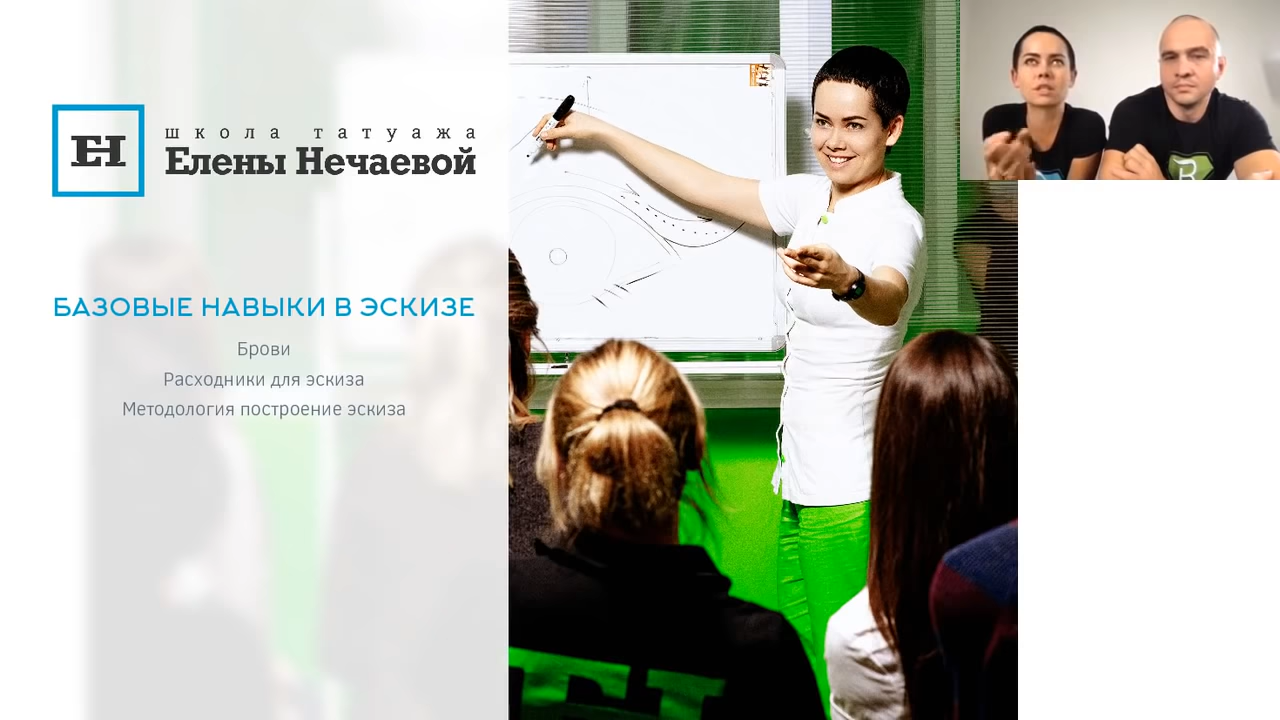 ЕН
школа татуажа
Елены Нечаевой
БАЗОВЫЕ НАВЫКИ В ЭСКИЗЕ
Брови
Расходники для эскиза
Методология построение эскиза